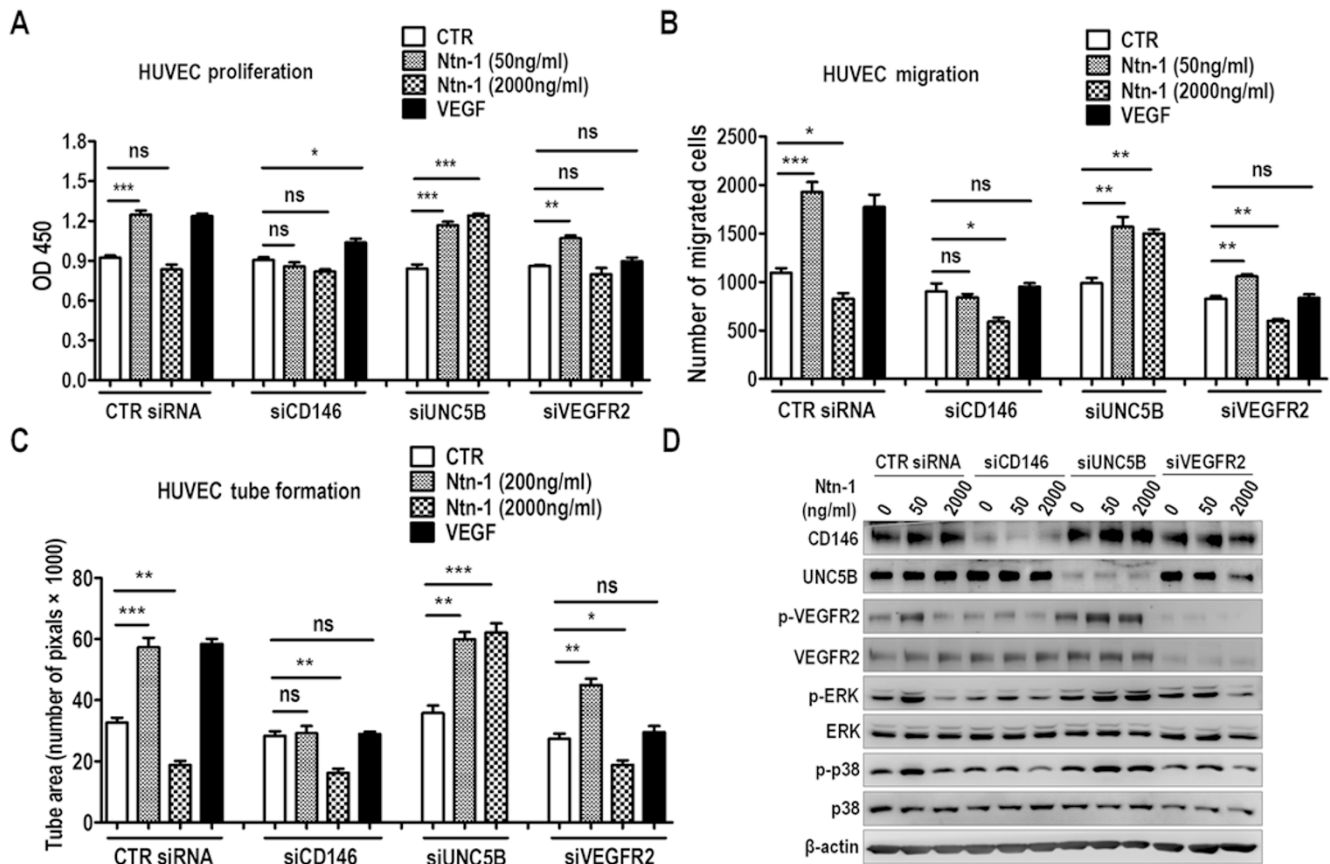 A
HUVEC proliferation
CTR
Ntn-1 (50ng/ml)
Ntn-1 (2000ng/ml)
VEGF
OD 450
1.8
1.5
1.2
0.9
0.6
0.3
0.0
ns
***
*
ns
ns
***
***
ns
ns
**
CTR siRNA
siCD146
siUNC5B
siVEGFR2
B
HUVEC migration
CTR
Ntn-1 (50ng/ml)
Ntn-1 (2000ng/ml)
VEGF
Number of migrated cells
2500
2000
1500
1000
500
0
*
***
ns
*
ns
**
**
ns
**
**
CTR siRNA
siCD146
siUNC5B
siVEGFR2
C
HUVEC tube formation
CTR
Ntn-1 (200ng/ml)
Ntn-1 (2000ng/ml)
VEGF
Tube area (number of pixals × 1000)
80
60
40
20
0
**
***
ns
**
ns
***
**
ns
*
**
CTR siRNA
siCD146
siUNC5B
siVEGFR2
D
CTR siRNA siCD146 siUNC5B siVEGFR2
Ntn-1 (ng/ml)
0 50 2000 0 50 2000 0 50 2000 0 50 2000
CD146
UNC5B
p-VEGFR2
VEGFR2
p-ERK
ERK
p-p38
p38
β-actin